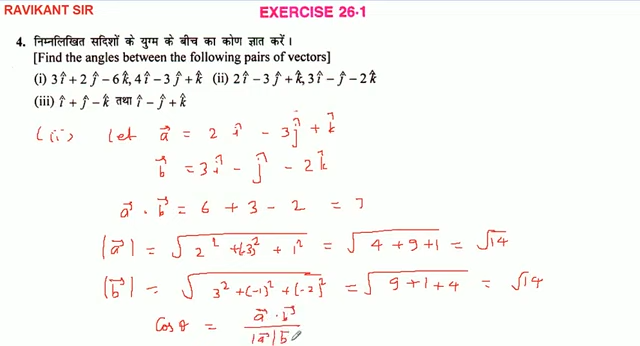 RAVIKANT SIR
EXERCISE 26-1
4. निम्नलिखित सदिशों के युग्म के बीच का कोण ज्ञात करें।
[Find the angles between the following pairs of vectors]
(i) 3î + 2ĵ − 6k̂, 4î − 3ĵ + k̂ (ii) 2î − 3ĵ + k̂, 3î − ĵ − 2k̂
(iii) î + ĵ − k̂ तथा î − ĵ + k̂
(ii) let a⃗ = 2î − 3ĵ + k̂
b⃗ = 3î − ĵ − 2k̂
a⃗ · b⃗ = 6 + 3 − 2 = 7
|a⃗| = √(2² + (-3)² + 1²) = √(4 + 9 + 1) = √14
|b⃗| = √(3² + (-1)² + (-2)²) = √(9 + 1 + 4) = √14
Cos θ = a⃗ · b⃗ / |a⃗| |b